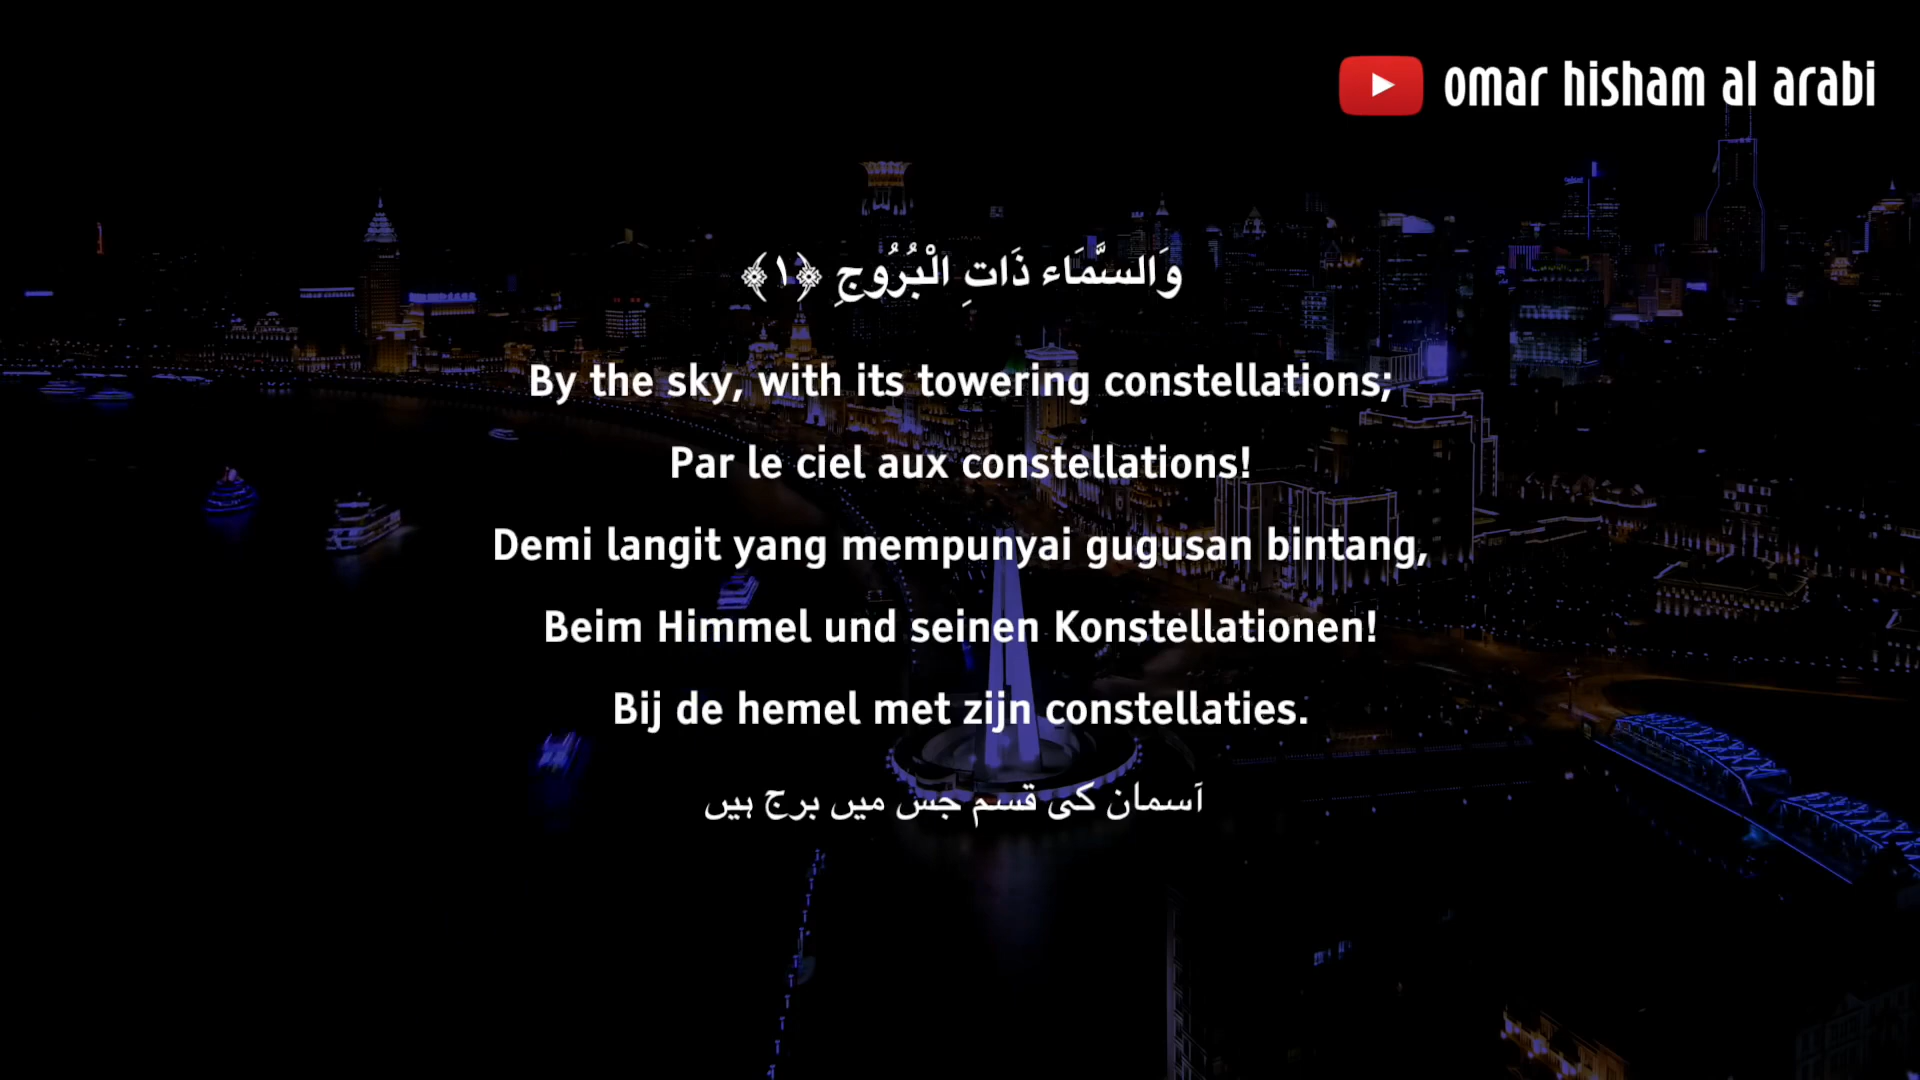 omar hisham al arabi
وَالسَّمَاء ذَاتِ الْبُرُوجِ ﴿١﴾
By the sky, with its towering constellations;
Par le ciel aux constellations!
Demi langit yang mempunyai gugusan bintang,
Beim Himmel und seinen Konstellationen!
Bij de hemel met zijn constellaties.
آسمان کی قسم جس میں برج ہیں